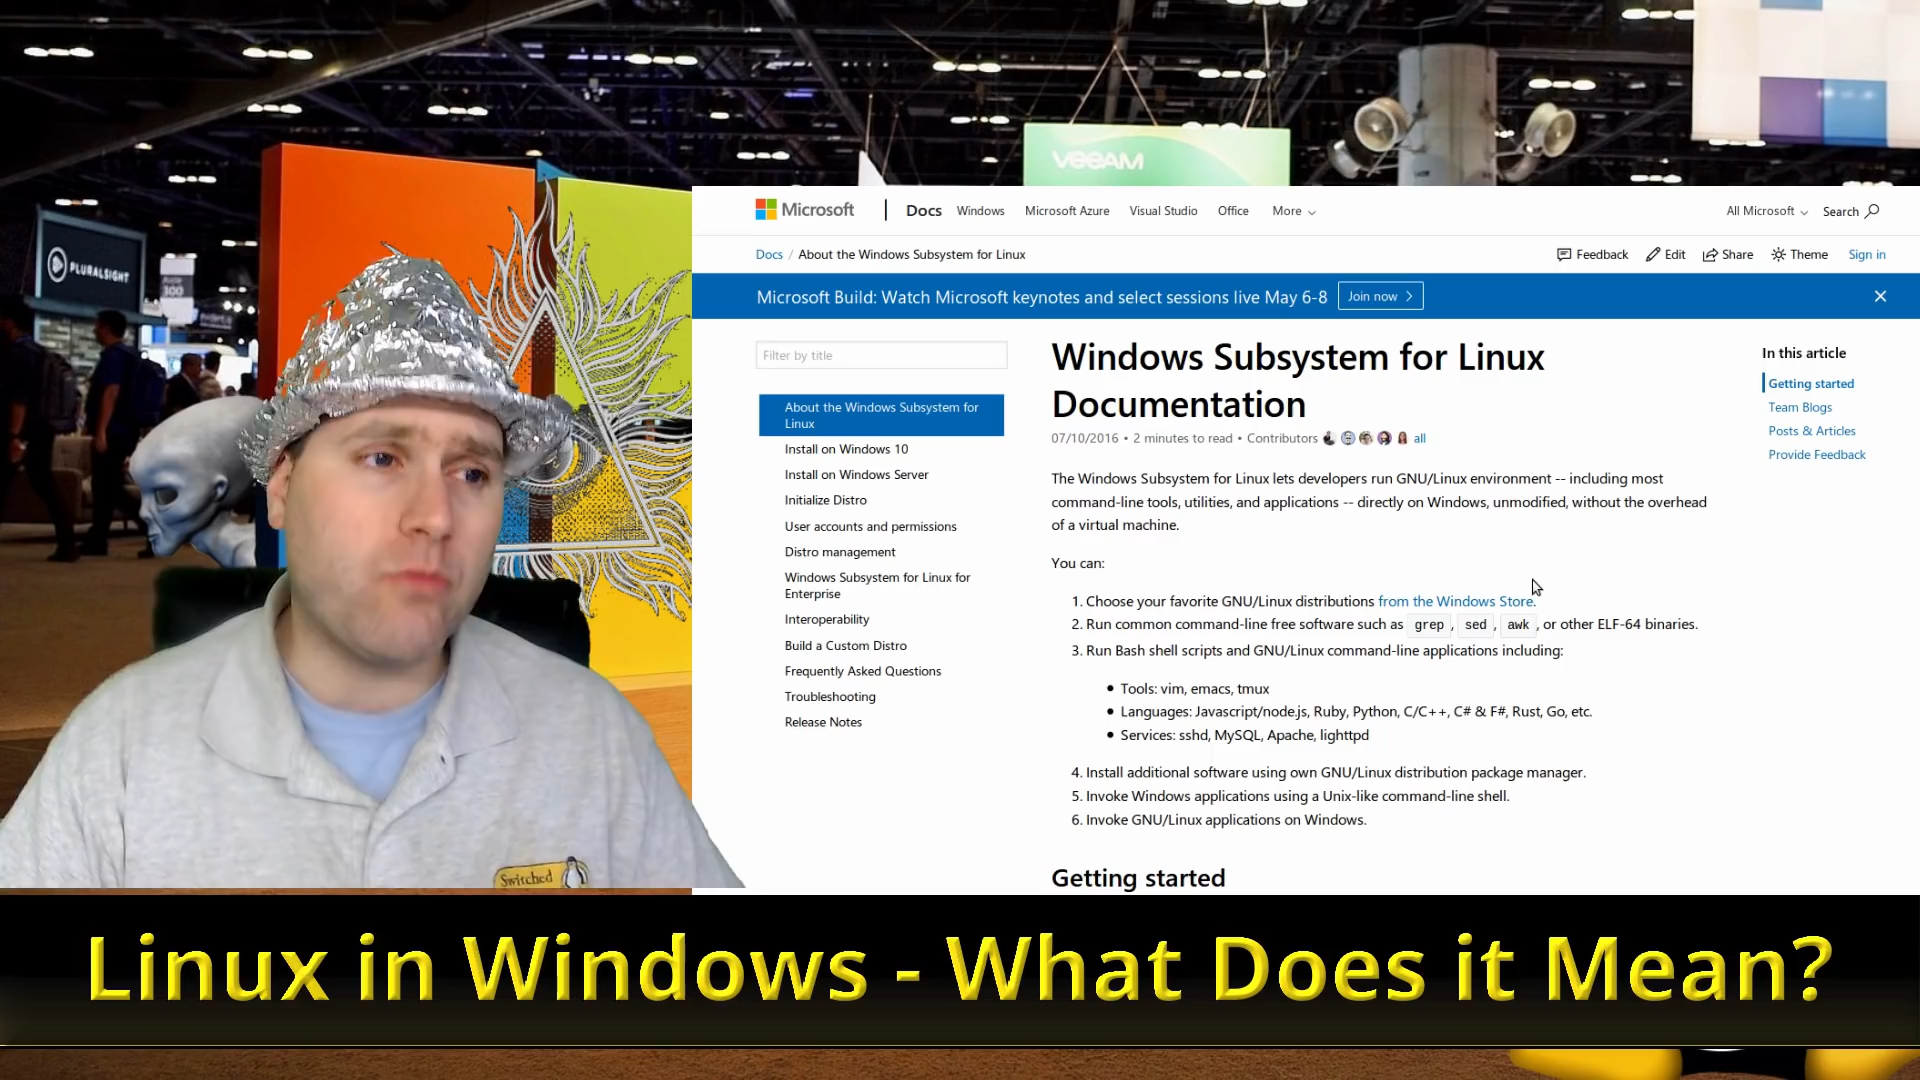 VEEAM
PLURALSIGHT
300
Microsoft
Docs
Windows
Microsoft Azure
Visual Studio
Office
More
All Microsoft
Search
Docs / About the Windows Subsystem for Linux
Feedback
Edit
Share
Theme
Sign in
Microsoft Build: Watch Microsoft keynotes and select sessions live May 6-8
Join now
Filter by title
About the Windows Subsystem for
Linux
Install on Windows 10
Install on Windows Server
Initialize Distro
User accounts and permissions
Distro management
Windows Subsystem for Linux for
Enterprise
Interoperability
Build a Custom Distro
Frequently Asked Questions
Troubleshooting
Release Notes
Windows Subsystem for Linux
Documentation
07/10/2016 • 2 minutes to read • Contributors all
The Windows Subsystem for Linux lets developers run GNU/Linux environment -- including most
command-line tools, utilities, and applications -- directly on Windows, unmodified, without the overhead
of a virtual machine.
You can:
1. Choose your favorite GNU/Linux distributions from the Windows Store.
2. Run common command-line free software such as grep, sed, awk, or other ELF-64 binaries.
3. Run Bash shell scripts and GNU/Linux command-line applications including:
• Tools: vim, emacs, tmux
• Languages: Javascript/node.js, Ruby, Python, C/C++, C# & F#, Rust, Go, etc.
• Services: sshd, MySQL, Apache, lighttpd
4. Install additional software using own GNU/Linux distribution package manager.
5. Invoke Windows applications using a Unix-like command-line shell.
6. Invoke GNU/Linux applications on Windows.
Getting started
In this article
Getting started
Team Blogs
Posts & Articles
Provide Feedback
Switched
Linux in Windows - What Does it Mean?